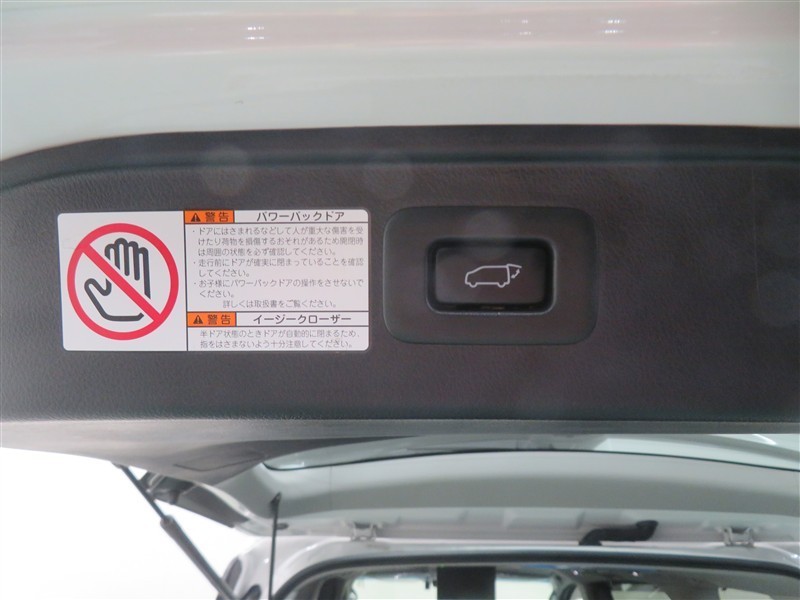 警告 パワーバックドア
・ドアにはさまれるなどして人が重大な傷害を受
けたり荷物を損傷するおそれがあるため開閉時
は周囲の状態を必ず確認してください。
・走行前にドアが確実に閉まっていることを確認
してください。
・お子様にパワーバックドアの操作をさせないで
ください。
詳しくは取扱書をご覧ください。
警告 イージークローザー
半ドア状態のときドアが自動的に閉まるため、
指をはさまないよう十分注意してください。